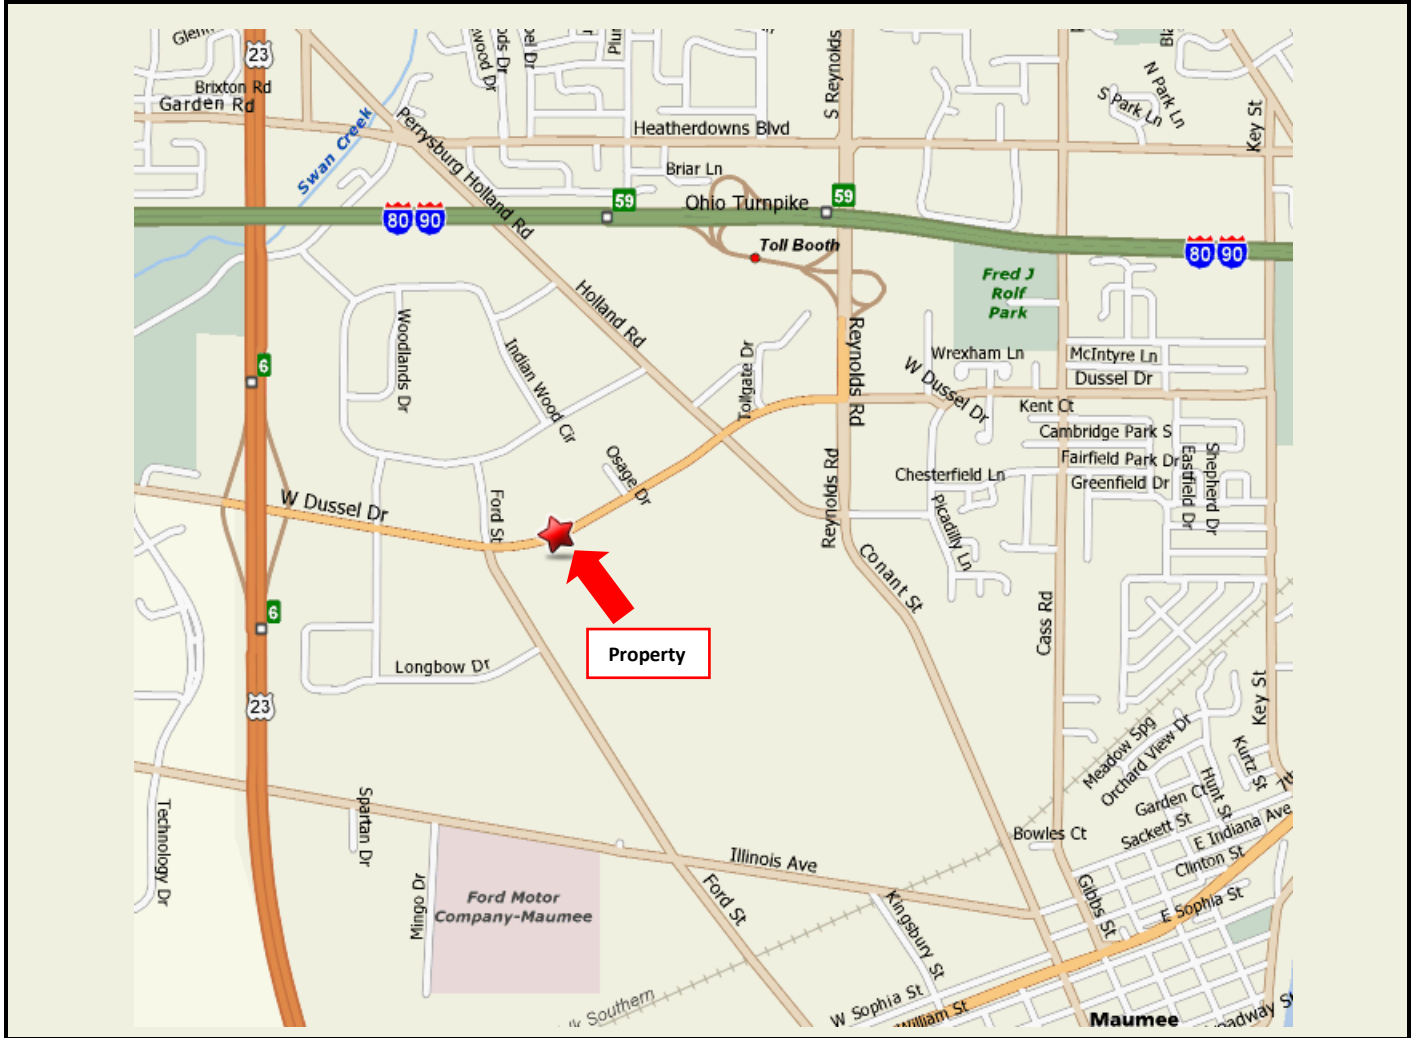 23
Brixton Rd
Garden Rd
Swan Creek
Perrysburg Holland Rd
Heatherdowns Blvd
S Reynolds
Briar Ln
S Park Ln
N Park Ln
Key St
59
Ohio Turnpike
59
80 90
80 90
Toll Booth
Fred J
Rolf
Park
Holland Rd
Woodlands Dr
Indian Wood Cir
Tollgate Dr
Reynolds Rd
Wrexham Ln
W Dussel Dr
McIntyre Ln
Dussel Dr
Kent Ct
Cambridge Park S
Fairfield Park Dr
Greenfield Dr
Eastfield Dr
Shepherd Dr
Chesterfield Ln
Picadilly Ln
6
Osage Dr
W Dussel Dr
Ford St
Reynolds Rd
Conant St
Cass Rd
6
Property
Longbow Dr
23
Key St
Meadow Spg
Orchard View Dr
Kurtz St
Hunt St
Garden Ct
7th
Sackett St
E Indiana Ave
Clinton St
E Sophia St
Bowles Ct
Gibbs St
Technology Dr
Spartan Dr
Mingo Dr
Ford Motor
Company-Maumee
Illinois Ave
Ford St
Kingsbury St
W Sophia St
William St
Southern
Maumee